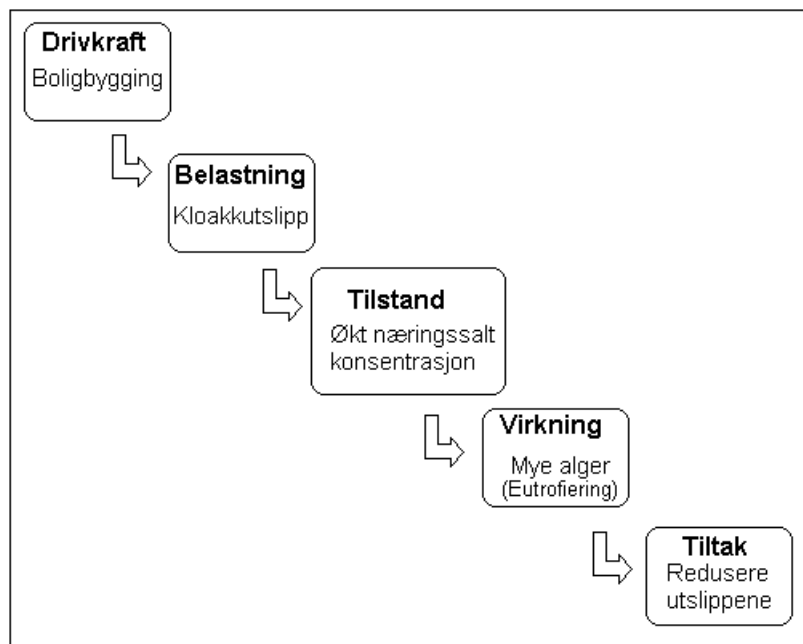 Drivkraft
Boligbygging
Belastning
Kloakkutslipp
Tilstand
Økt næringssalt
konsentrasjon
Virkning
Mye alger
(Eutrofiering)
Tiltak
Redusere
utslippene